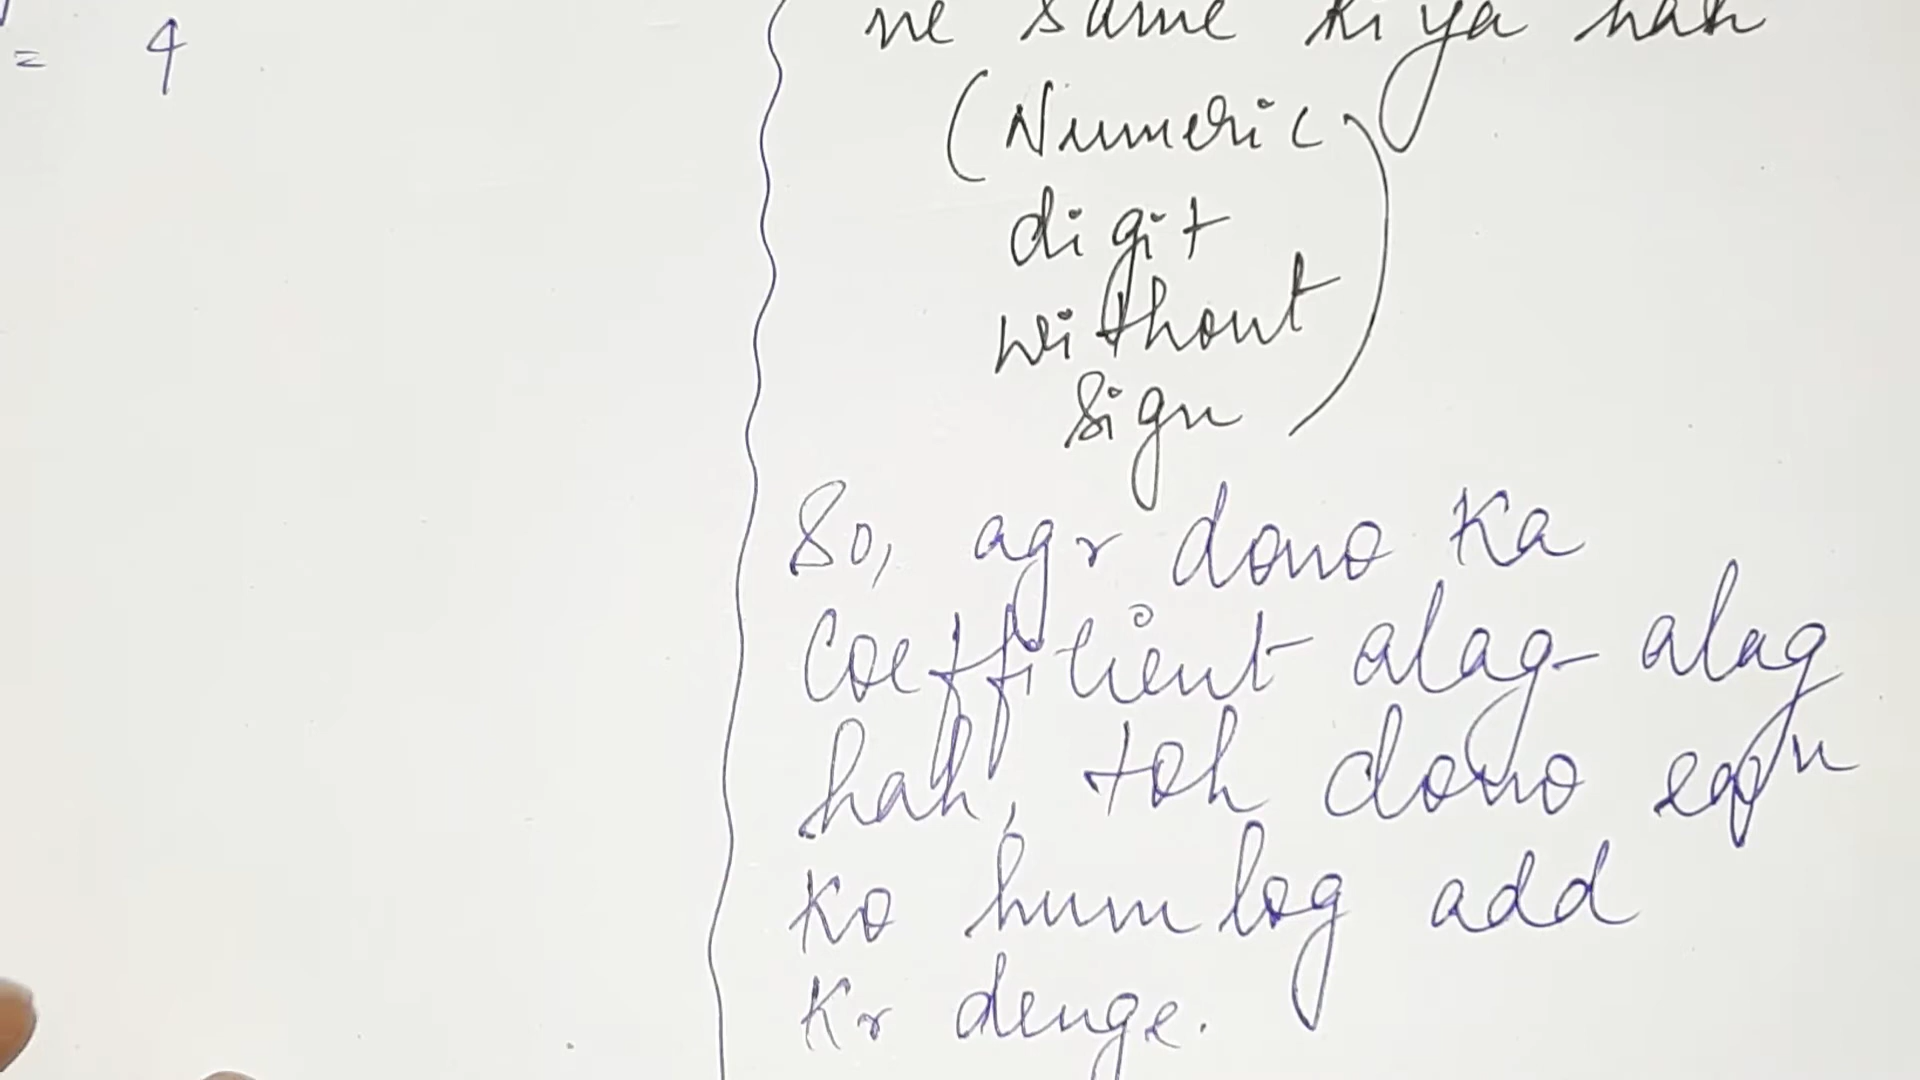 = 4
ne same kiya hah
(Numeric
digit
without
sign)
So, agr dono Ka
Coefficient alag-alag
hah, toh dono eqn
Ko hum log add
Kr denge.